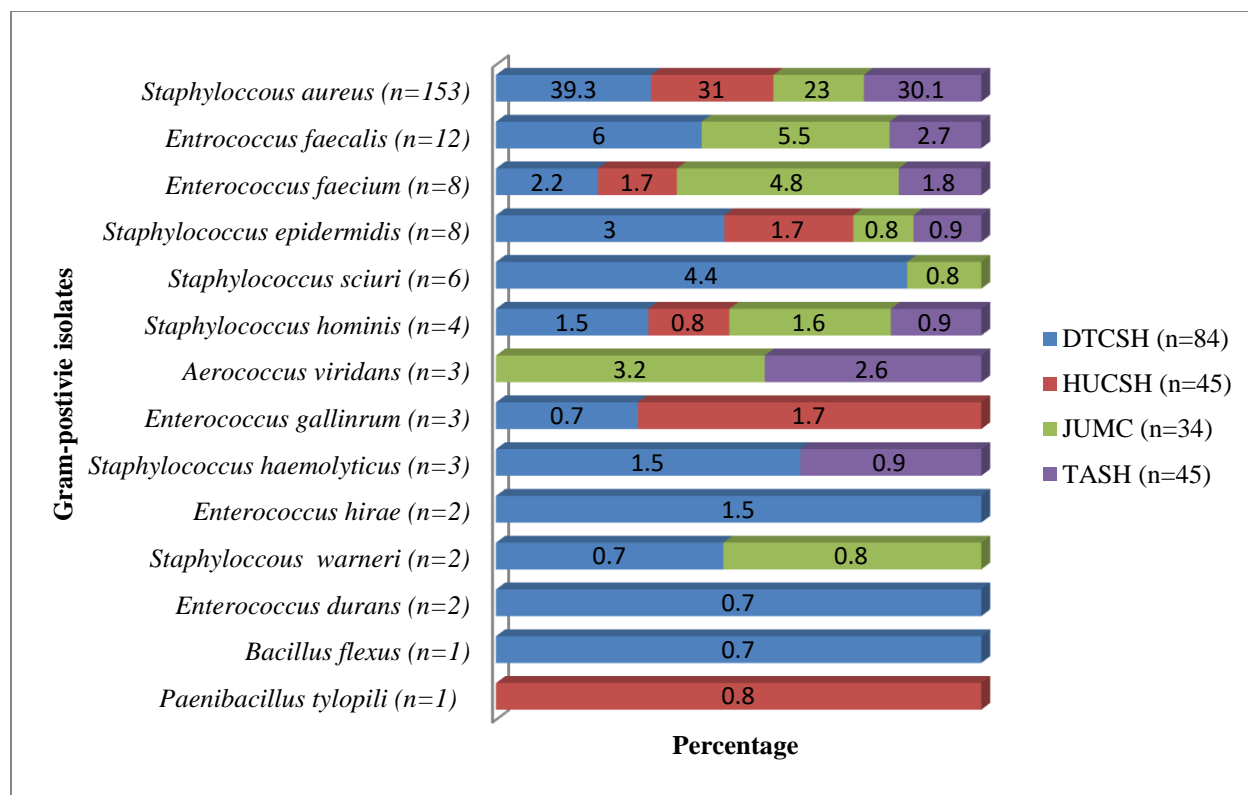 Gram-postivie isolates
Staphyloccous aureus (n=153) 39.3 31 23 30.1
Entrococcus faecalis (n=12) 6 5.5 2.7
Enterococcus faecium (n=8) 2.2 1.7 4.8 1.8
Staphylococcus epidermidis (n=8) 3 1.7 0.8 0.9
Staphylococcus sciuri (n=6) 4.4 0.8
Staphylococcus hominis (n=4) 1.5 0.8 1.6 0.9
Aerococcus viridans (n=3) 3.2 2.6
Enterococcus gallinrum (n=3) 0.7 1.7
Staphylococcus haemolyticus (n=3) 1.5 0.9
Enterococcus hirae (n=2) 1.5
Staphyloccous warneri (n=2) 0.7 0.8
Enterococcus durans (n=2) 0.7
Bacillus flexus (n=1) 0.7
Paenibacillus tylopili (n=1) 0.8
Percentage
DTCSH (n=84)
HUCSH (n=45)
JUMC (n=34)
TASH (n=45)